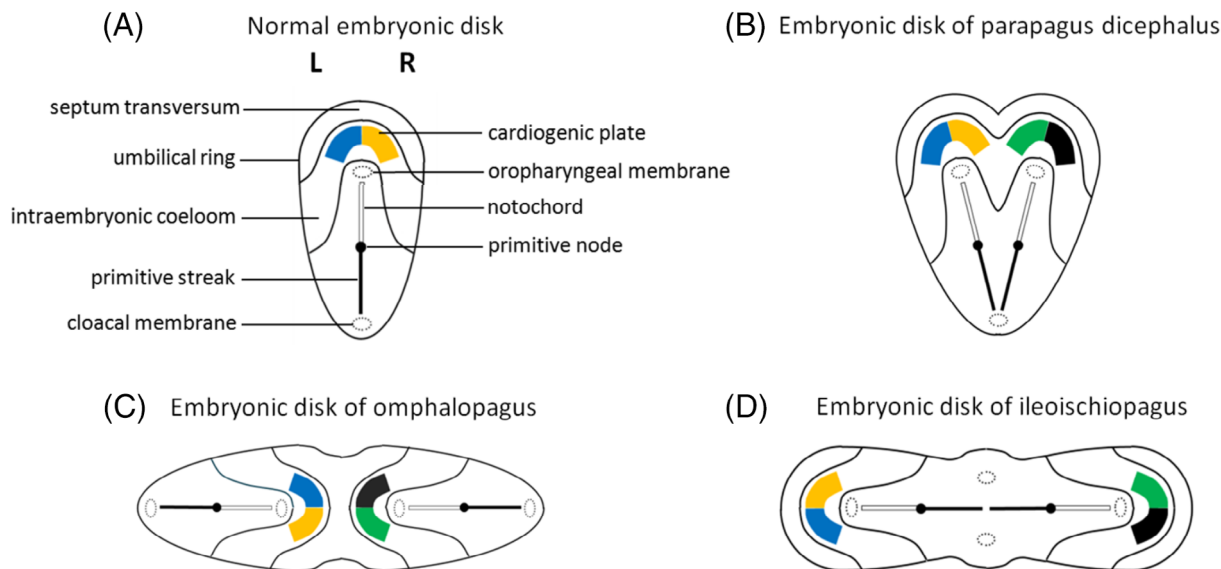 (A)
Normal embryonic disk
L R
septum transversum
umbilical ring
intraembryonic coeloom
primitive streak
cloacal membrane
cardiogenic plate
oropharyngeal membrane
notochord
primitive node
(B)
Embryonic disk of parapagus dicephalus
(C)
Embryonic disk of omphalopagus
(D)
Embryonic disk of ileoischiopagus